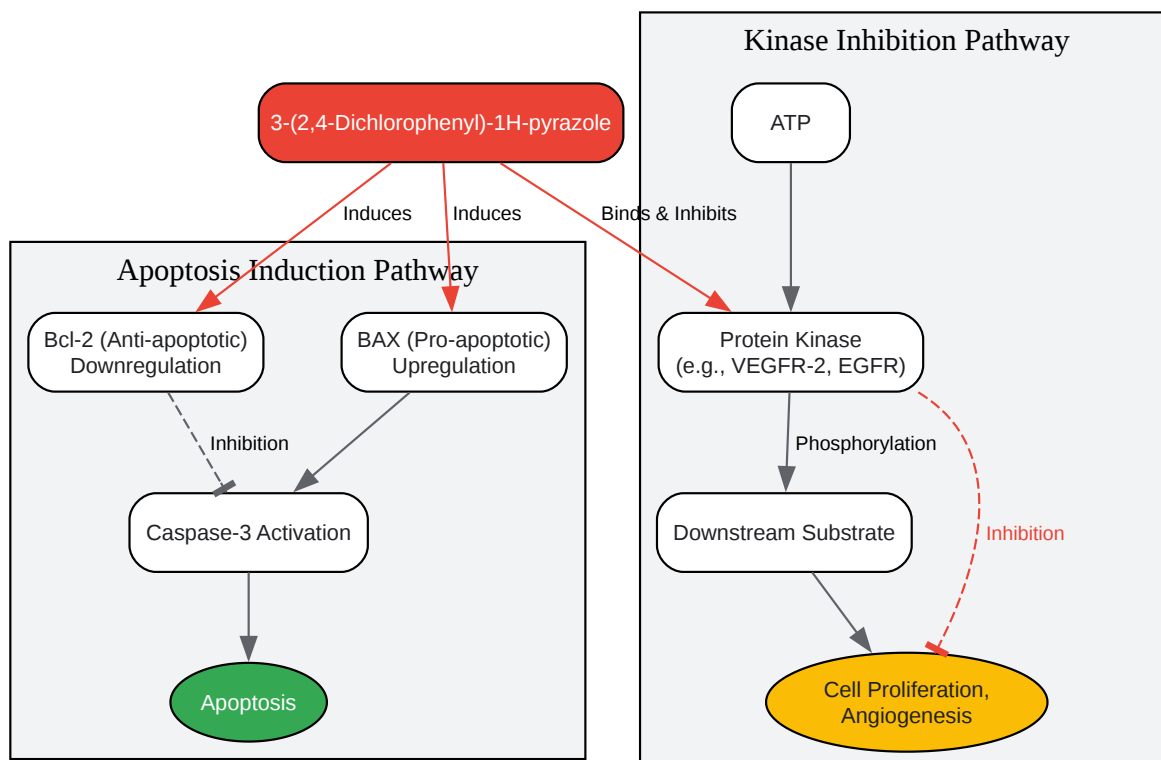 Kinase Inhibition Pathway
3-(2,4-Dichlorophenyl)-1H-pyrazole
ATP
Induces
Induces
Binds & Inhibits
Apoptosis Induction Pathway
Bcl-2 (Anti-apoptotic)
Downregulation
BAX (Pro-apoptotic)
Upregulation
Protein Kinase
(e.g., VEGFR-2, EGFR)
Inhibition
Phosphorylation
Caspase-3 Activation
Downstream Substrate
Inhibition
Apoptosis
Cell Proliferation,
Angiogenesis